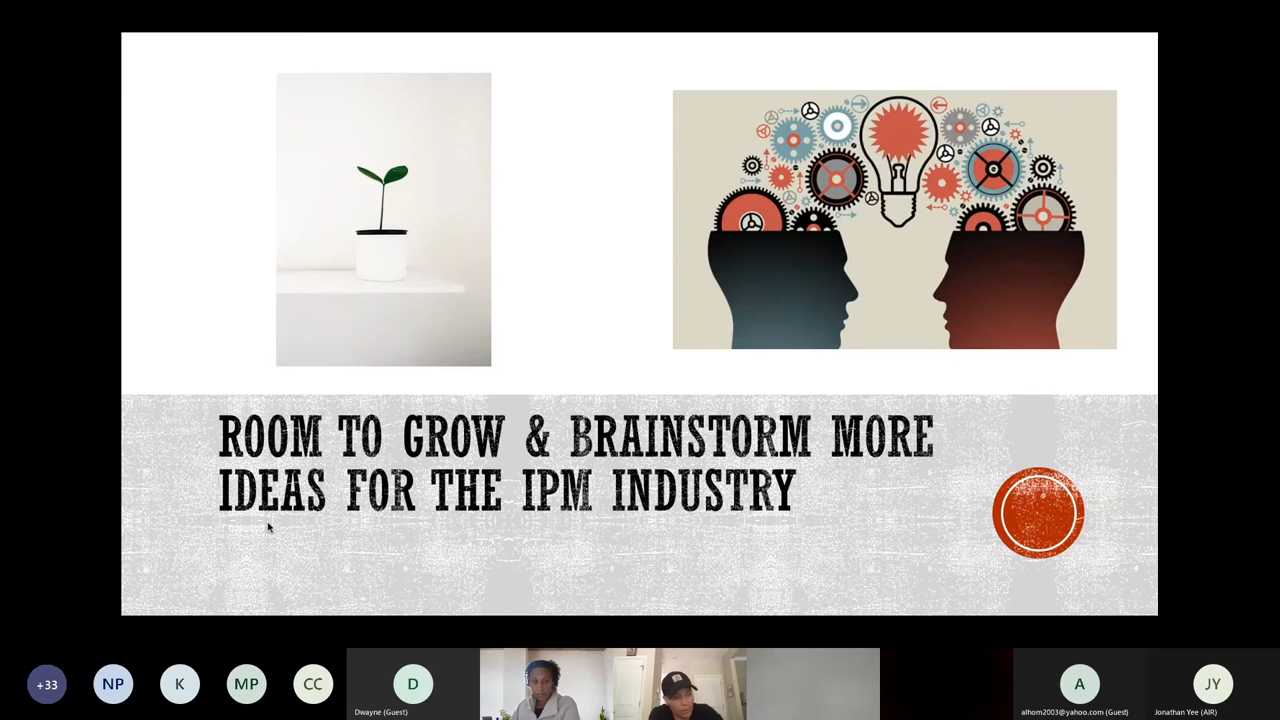 ROOM TO GROW & BRAINSTORM MORE
IDEAS FOR THE IPM INDUSTRY
+33
NP
K
MP
CC
D
Dwayne (Guest)
A
alhom2003@yahoo.com (Guest)
JY
Jonathan Yee (AIR)